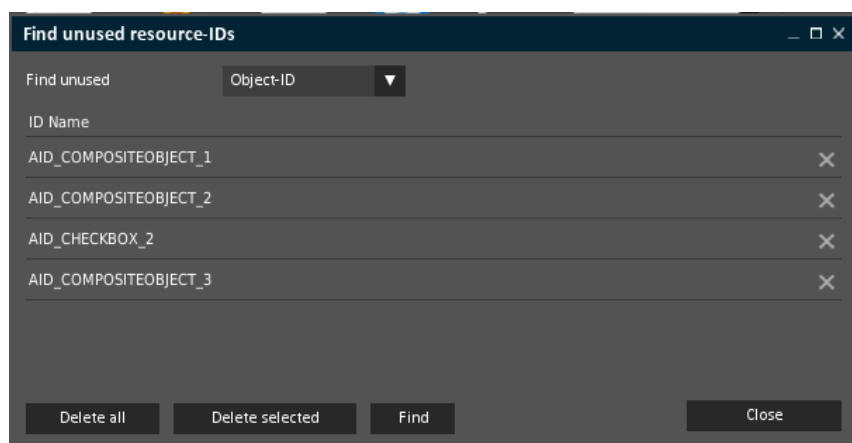 Find unused resource-IDs
Find unused Object-ID
ID Name
AID_COMPOSITEOBJECT_1
AID_COMPOSITEOBJECT_2
AID_CHECKBOX_2
AID_COMPOSITEOBJECT_3
Delete all Delete selected Find Close